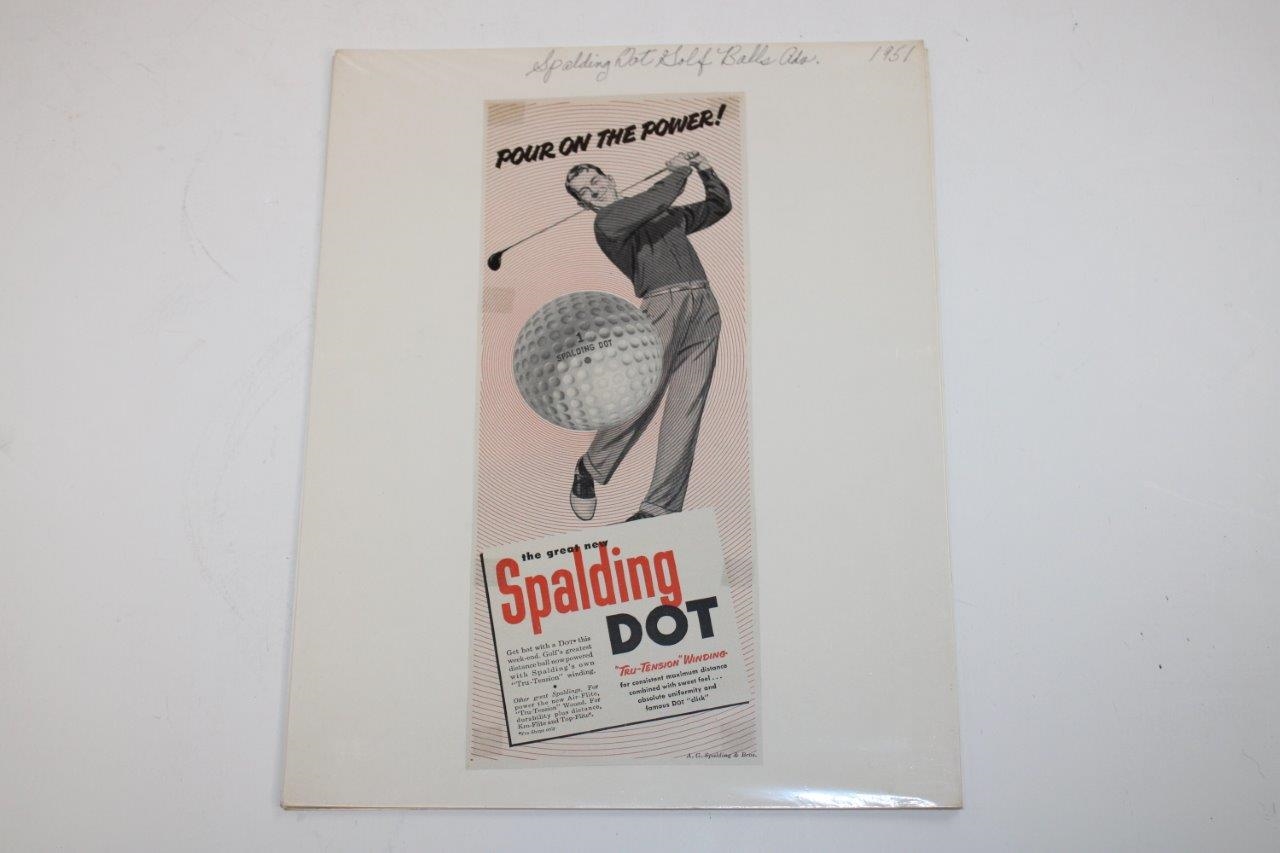 Spalding Dot Golf Balls Ads. 1951
POUR ON THE POWER!
1
SPALDING DOT
the great new
Spalding
DOT
Get hot with a DOT* this
week-end. Golf's greatest
distance ball now powered
with Spalding's own
"Tru-Tension" winding.
Other great Spaldings. For
power the new Air-Flite,
"Tru-Tension" Wound. For
durability plus distance,
Kro-Flite and Top-Flite*.
*Pro Shops only
"TRU-TENSION" WINDING
for consistent maximum distance
combined with sweet feel...
absolute uniformity and
famous DOT "click"
A. G. Spalding & Bros.